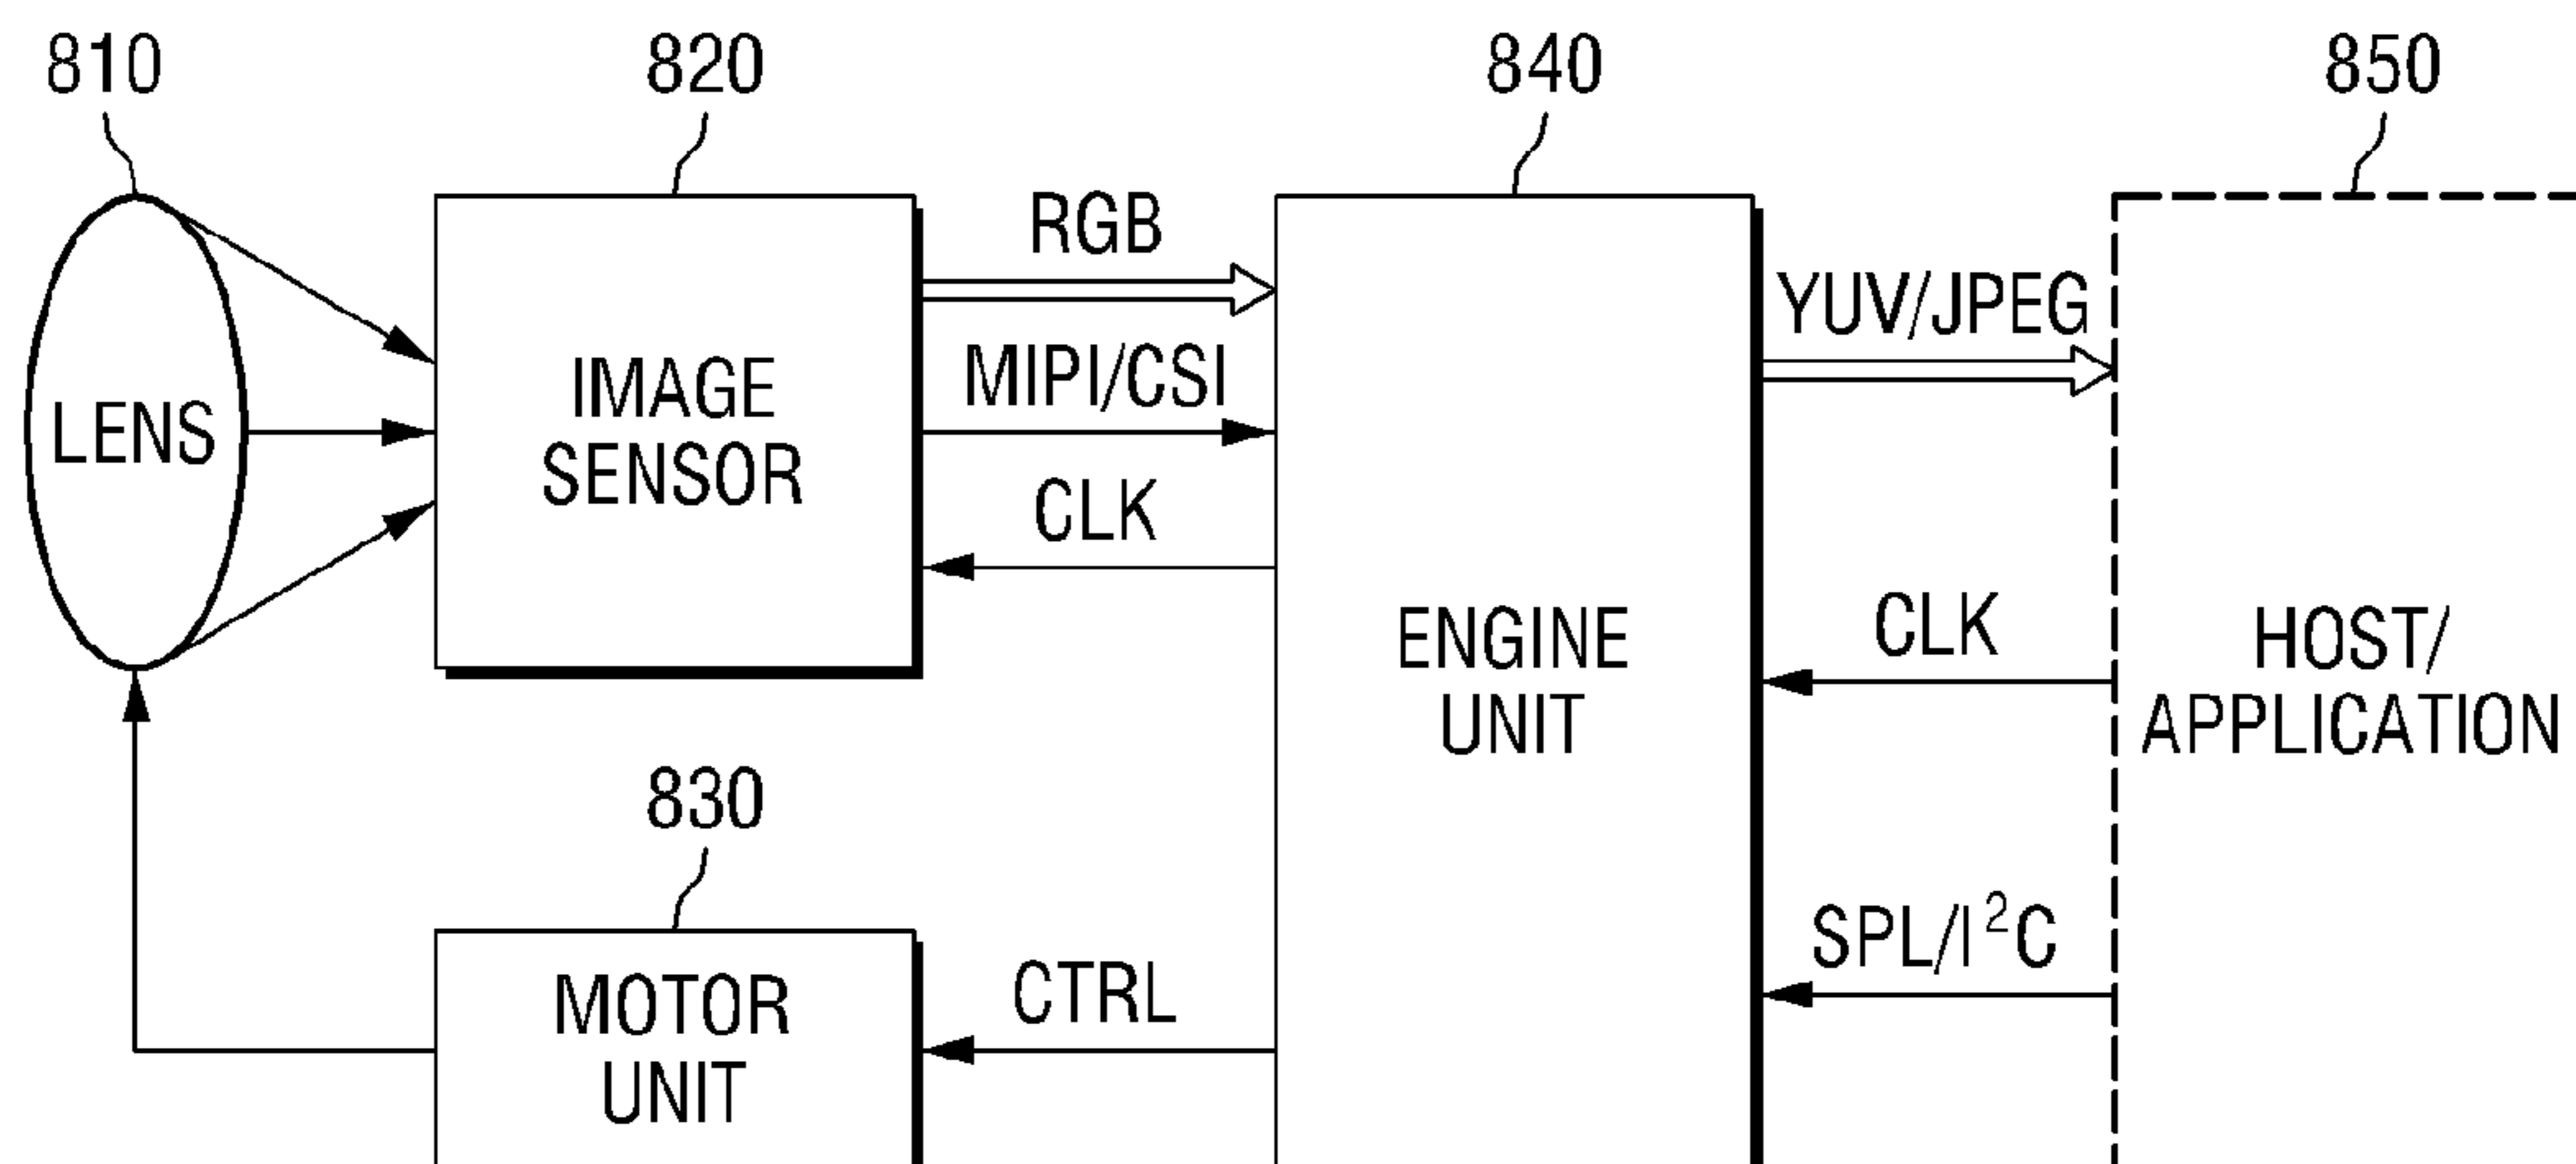 810
820
840
850
RGB
YUV/JPEG
MIPI/CSI
IMAGE
SENSOR
LENS
CLK
CLK
ENGINE
UNIT
HOST/
APPLICATION
830
SPL/I²C
CTRL
MOTOR
UNIT